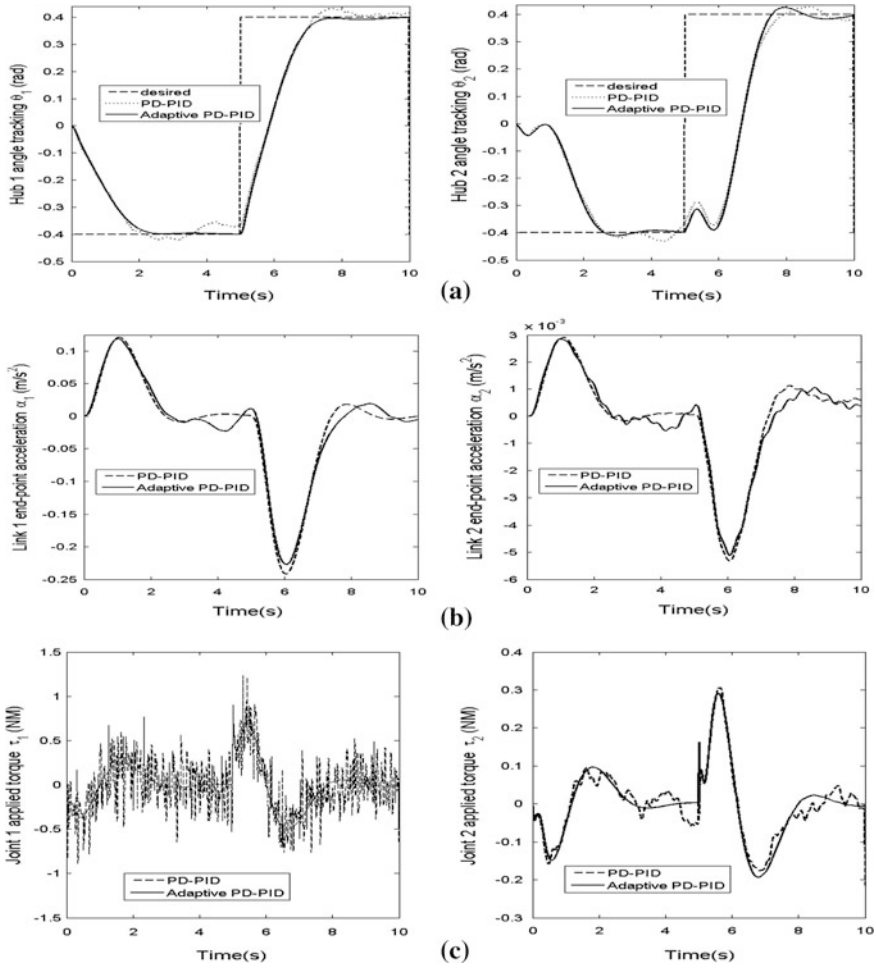 0.4
0.3
0.2
0.1
0
-0.1
-0.2
-0.3
-0.4
-0.5
Hub 1 angle tracking θ₁ (rad)
desired
PD-PID
Adaptive PD-PID
0 2 4 6 8 10
Time(s)
0.4
0.3
0.2
0.1
0
-0.1
-0.2
-0.3
-0.4
-0.5
Hub 2 angle tracking θ₂ (rad)
desired
PD-PID
Adaptive PD-PID
0 2 4 6 8 10
Time(s)
(a)
0.1
0.05
0
-0.05
-0.1
-0.15
-0.2
-0.25
Link 1 end-point acceleration α₁ (m/s²)
PD-PID
Adaptive PD-PID
0 2 4 6 8 10
Time(s)
× 10⁻³
3
2
1
0
-1
-2
-3
-4
-5
-6
Link 2 end-point acceleration α₂ (m/s²)
PD-PID
Adaptive PD-PID
0 2 4 6 8 10
Time(s)
(b)
1.5
1
0.5
0
-0.5
-1
-1.5
Joint 1 applied torque τ₁ (NM)
PD-PID
Adaptive PD-PID
0 2 4 6 8 10
Time(s)
0.4
0.3
0.2
0.1
0
-0.1
-0.2
-0.3
Joint 2 applied torque τ₂ (NM)
PD-PID
Adaptive PD-PID
0 2 4 6 8 10
Time(s)
(c)